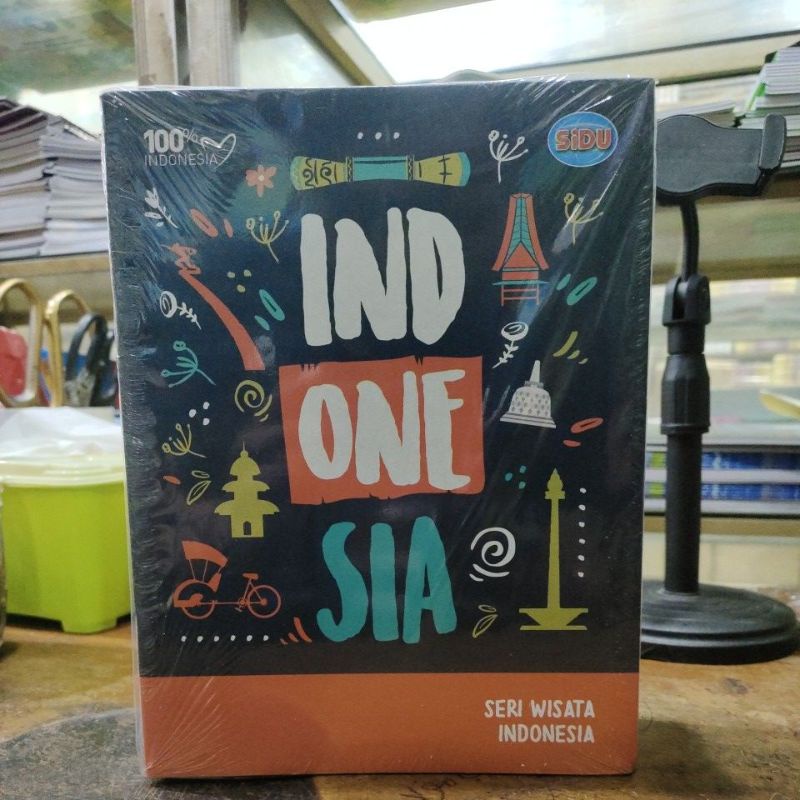 100%
INDONESIA
SiDU
IND
ONE
SIA
SERI WISATA
INDONESIA